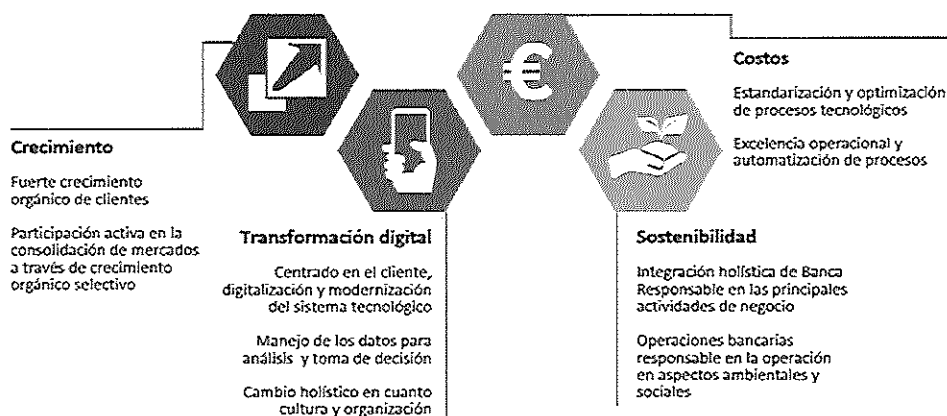 Crecimiento
Fuerte crecimiento
orgánico de clientes
Participación activa en la
consolidación de mercados
a través de crecimiento
orgánico selectivo
Transformación digital
Centrado en el cliente,
digitalización y modernización
del sistema tecnológico
Manejo de los datos para
análisis y toma de decisión
Cambio holístico en cuanto
cultura y organización
€
Costos
Estandarización y optimización
de procesos tecnológicos
Excelencia operacional y
automatización de procesos
Sostenibilidad
Integración holística de Banca
Responsable en las principales
actividades de negocio
Operaciones bancarias
responsable en la operación
en aspectos ambientales y
sociales